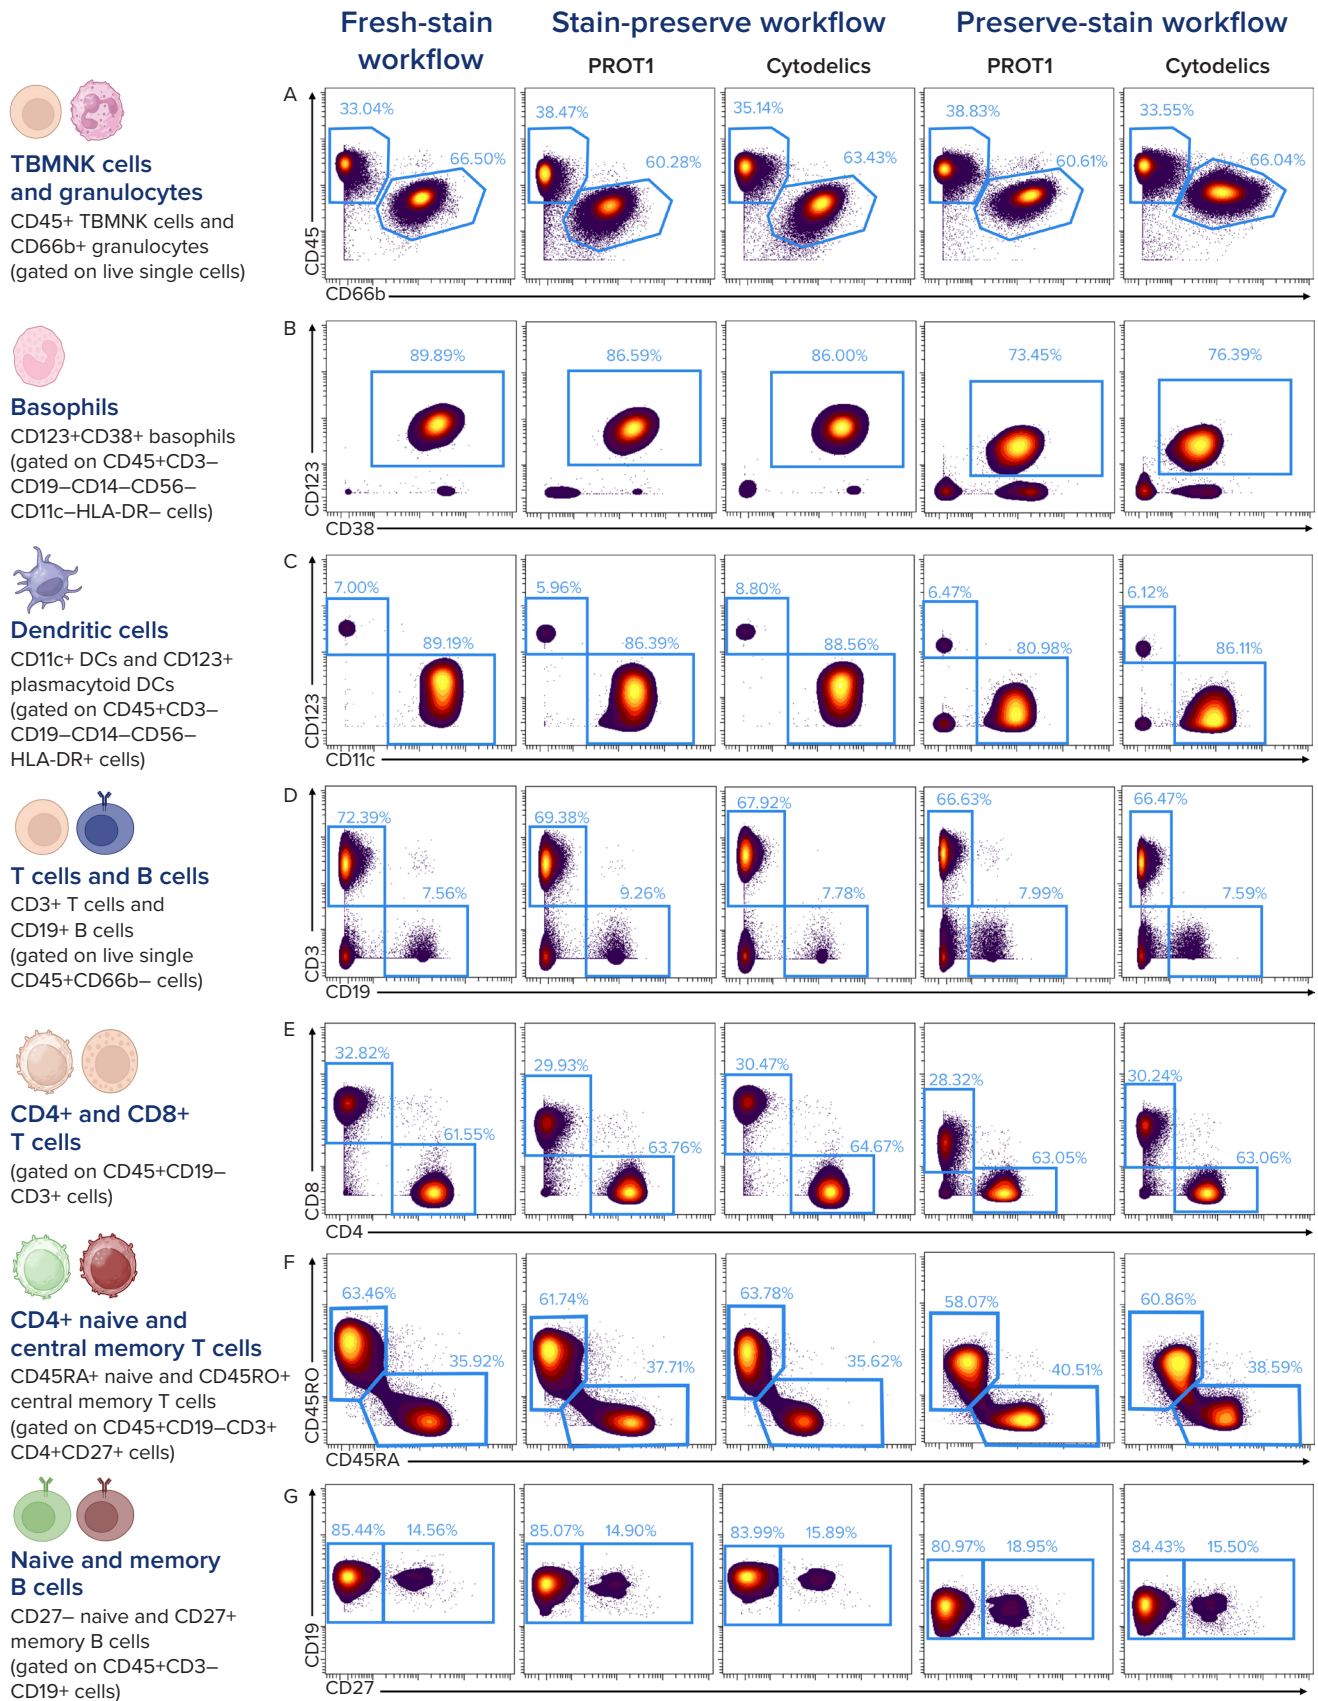 Fresh-stain
workflow
Stain-preserve workflow
Preserve-stain workflow
PROT1
Cytodelics
PROT1
Cytodelics
TBMNK cells
and granulocytes
CD45+ TBMNK cells and
CD66b+ granulocytes
(gated on live single cells)
A
33.04%
66.50%
38.47%
60.28%
35.14%
63.43%
38.83%
60.61%
33.55%
66.04%
CD45
CD66b
Basophils
CD123+CD38+ basophils
(gated on CD45+CD3–
CD19–CD14–CD56–
CD11c–HLA-DR– cells)
B
89.89%
86.59%
86.00%
73.45%
76.39%
CD123
CD38
Dendritic cells
CD11c+ DCs and CD123+
plasmacytoid DCs
(gated on CD45+CD3–
CD19–CD14–CD56–
HLA-DR+ cells)
C
7.00%
89.19%
5.96%
86.39%
8.80%
88.56%
6.47%
80.98%
6.12%
86.11%
CD123
CD11c
T cells and B cells
CD3+ T cells and
CD19+ B cells
(gated on live single
CD45+CD66b– cells)
D
72.39%
7.56%
69.38%
9.26%
67.92%
7.78%
66.63%
7.99%
66.47%
7.59%
CD3
CD19
CD4+ and CD8+
T cells
(gated on CD45+CD19–
CD3+ cells)
E
32.82%
61.55%
29.93%
63.76%
30.47%
64.67%
28.32%
63.05%
30.24%
63.06%
CD8
CD4
CD4+ naive and
central memory T cells
CD45RA+ naive and CD45RO+
central memory T cells
(gated on CD45+CD19–CD3+
CD4+CD27+ cells)
F
63.46%
35.92%
61.74%
37.71%
63.78%
35.62%
58.07%
40.51%
60.86%
38.59%
CD45RO
CD45RA
Naive and memory
B cells
CD27– naive and CD27+
memory B cells
(gated on CD45+CD3–
CD19+ cells)
G
85.44%
14.56%
85.07%
14.90%
83.99%
15.89%
80.97%
18.95%
84.43%
15.50%
CD19
CD27